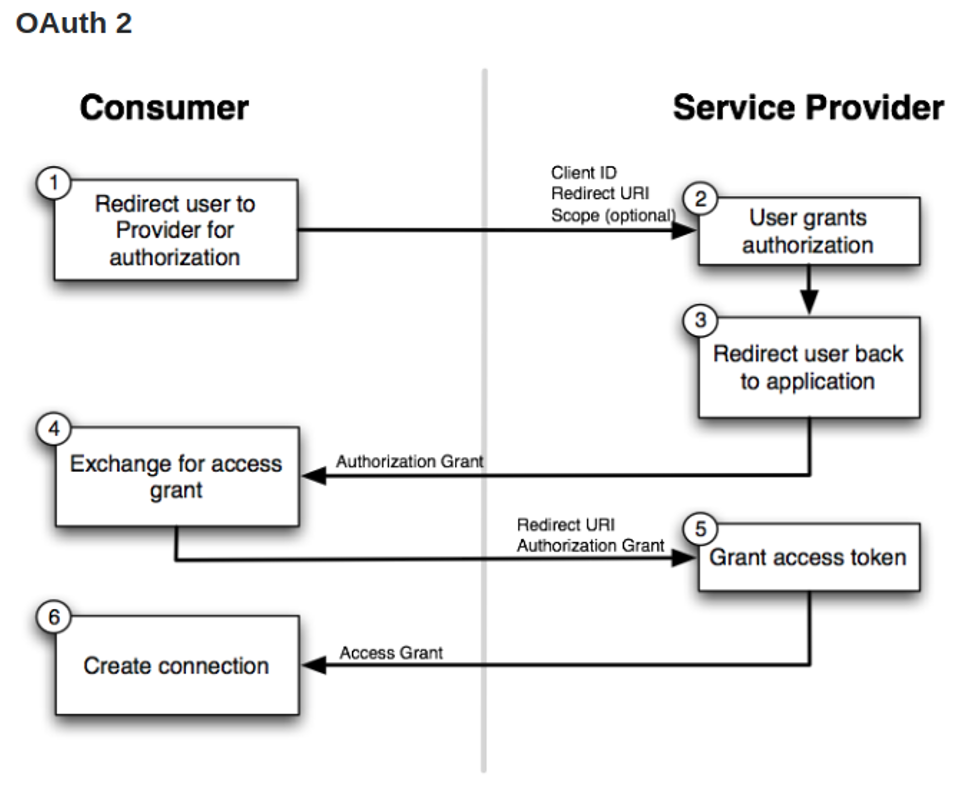 OAuth 2
Consumer
Service Provider
1
Redirect user to
Provider for
authorization
Client ID
Redirect URI
Scope (optional)
2
User grants
authorization
3
Redirect user back
to application
4
Exchange for access
grant
Authorization Grant
Redirect URI
Authorization Grant
5
Grant access token
6
Create connection
Access Grant